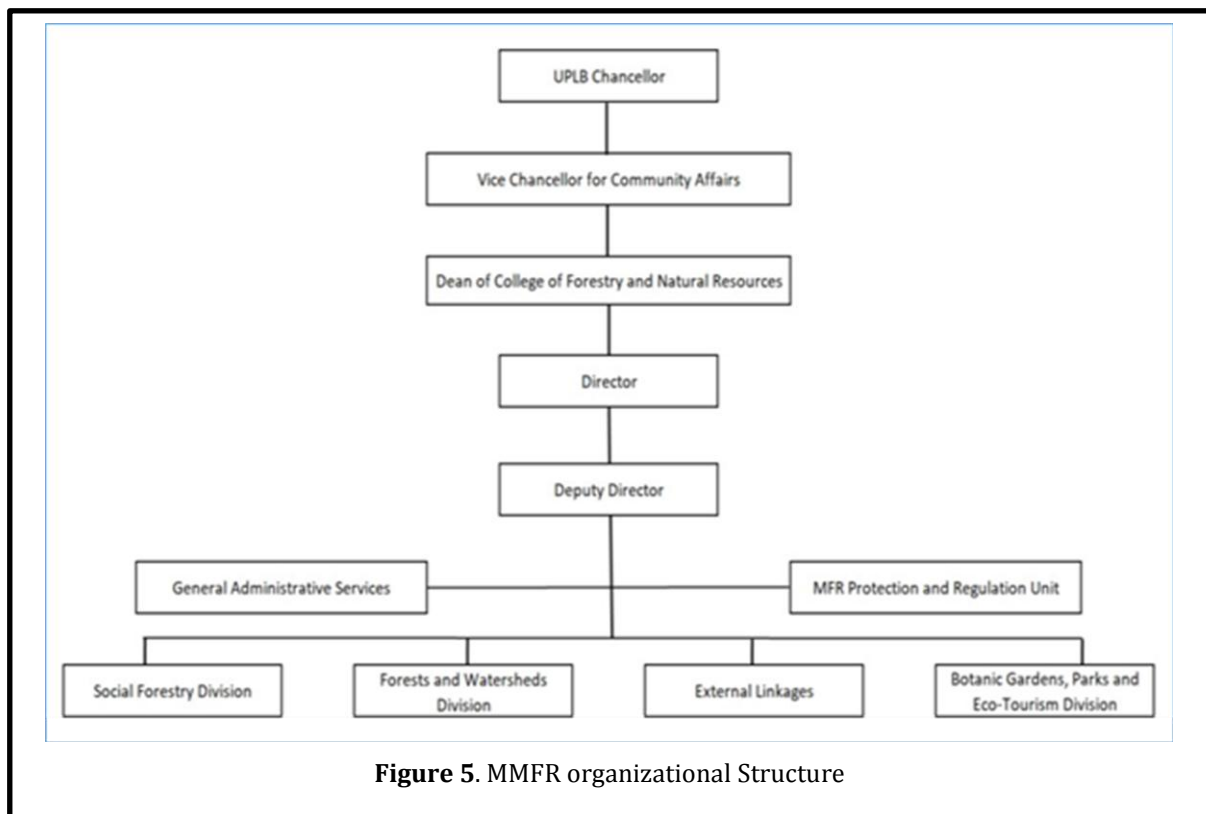 UPLB Chancellor
Vice Chancellor for Community Affairs
Dean of College of Forestry and Natural Resources
Director
Deputy Director
General Administrative Services
MFR Protection and Regulation Unit
Social Forestry Division
Forests and Watersheds
Division
External Linkages
Botanic Gardens, Parks and
Eco-Tourism Division
Figure 5. MMFR organizational Structure